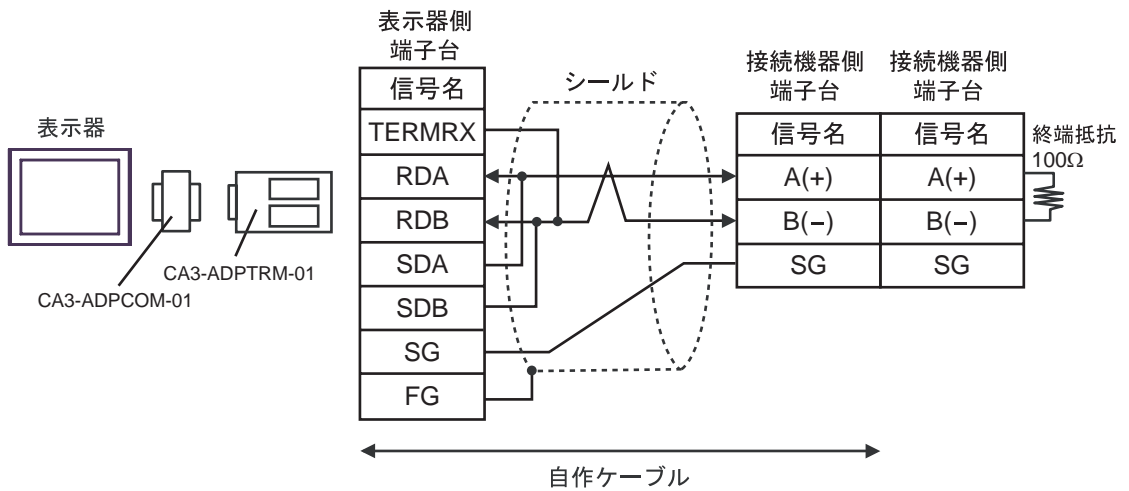 表示器
CA3-ADPCOM-01
CA3-ADPTRM-01
表示器側
端子台
信号名
TERMRX
RDA
RDB
SDA
SDB
SG
FG
シールド
接続機器側
端子台
信号名
A(+)
B(−)
SG
接続機器側
端子台
信号名
A(+)
B(−)
SG
終端抵抗
100Ω
自作ケーブル